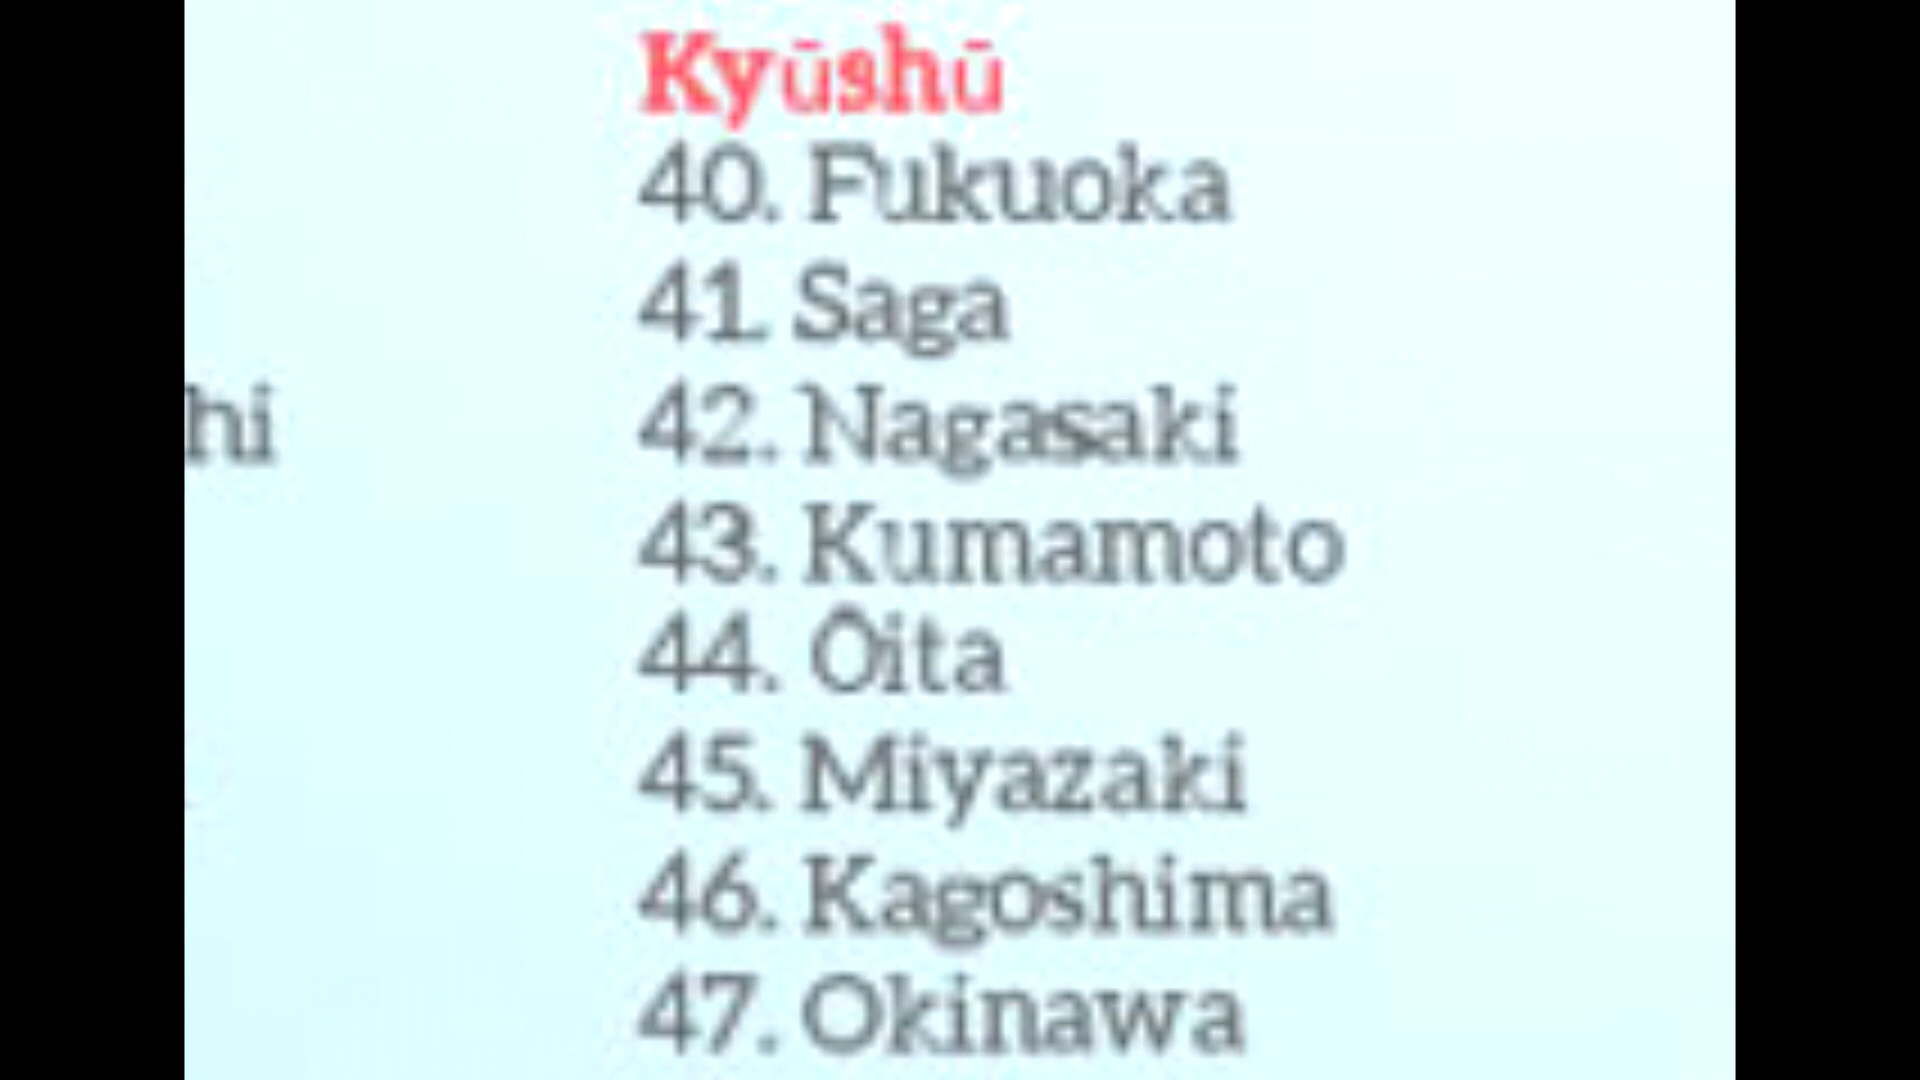 Kyūshū
40. Fukuoka
41. Saga
hi
42. Nagasaki
43. Kumamoto
44. Ōita
45. Miyazaki
46. Kagoshima
47. Okinawa